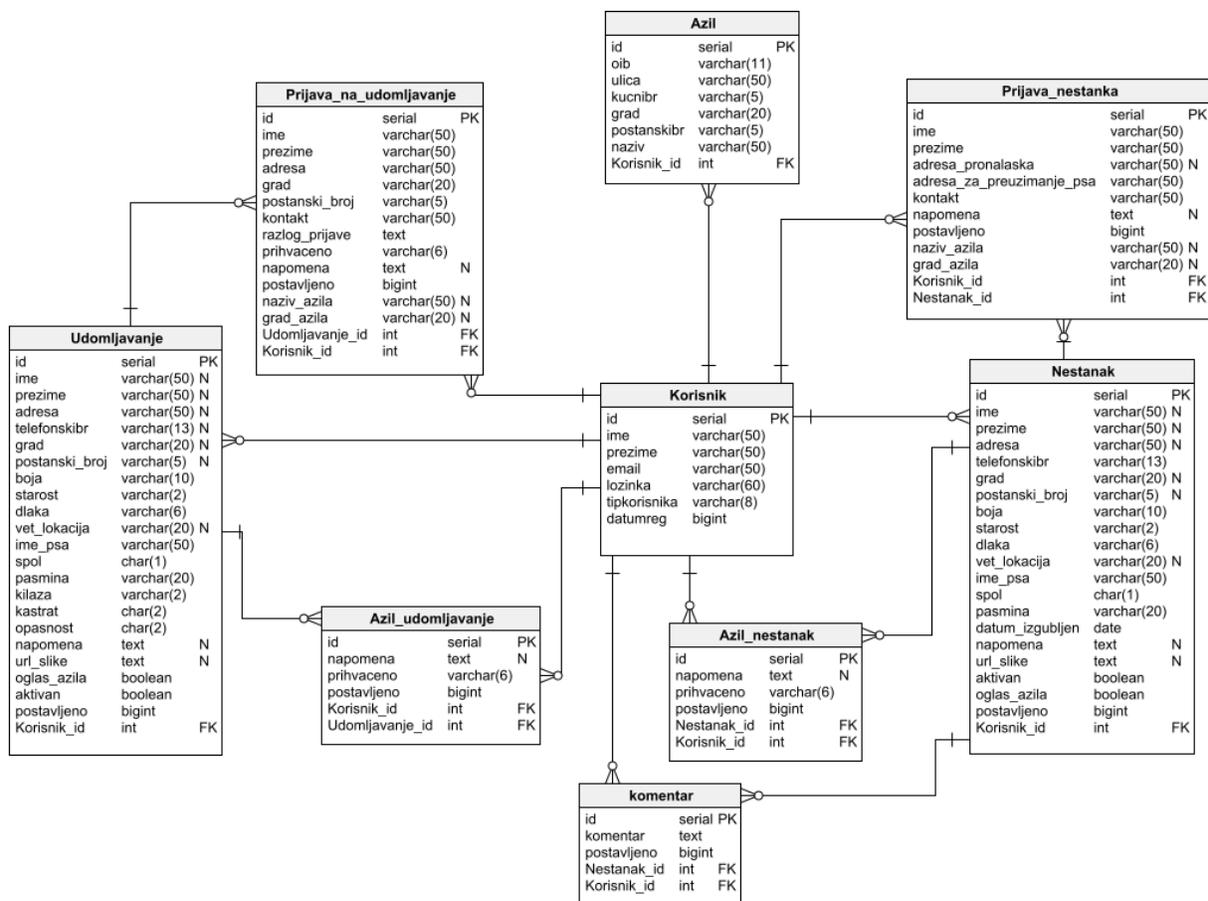 Azil
id serial PK
oib varchar(11)
ulica varchar(50)
kucnibr varchar(5)
grad varchar(20)
postanskibr varchar(5)
naziv varchar(50)
Korisnik_id int FK
Prijava_na_udomljavanje
id serial PK
ime varchar(50)
prezime varchar(50)
adresa varchar(50)
grad varchar(20)
postanski_broj varchar(5)
kontakt varchar(50)
razlog_prijave text
prihvaceno varchar(6)
napomena text N
postavljeno bigint
naziv_azila varchar(50) N
grad_azila varchar(20) N
Udomljavanje_id int FK
Korisnik_id int FK
Prijava_nestanka
id serial PK
ime varchar(50)
prezime varchar(50)
adresa_pronalaska varchar(50) N
adresa_za_preuzimanje_psa varchar(50)
kontakt varchar(50)
napomena text N
postavljeno bigint
naziv_azila varchar(50) N
grad_azila varchar(20) N
Korisnik_id int FK
Nestanak_id int FK
Udomljavanje
id serial PK
ime varchar(50) N
prezime varchar(50) N
adresa varchar(50) N
telefonskibr varchar(13) N
grad varchar(20) N
postanski_broj varchar(5) N
boja varchar(10)
starost varchar(2)
dlaka varchar(6)
vet_lokacija varchar(20) N
ime_psa varchar(50)
spol char(1)
pasmina varchar(20)
kilaza varchar(2)
kastrat char(2)
opasnost char(2)
napomena text N
url_slike text N
oglas_azila boolean
aktivan boolean
postavljeno bigint
Korisnik_id int FK
Korisnik
id serial PK
ime varchar(50)
prezime varchar(50)
email varchar(50)
lozinka varchar(60)
tipkorisnika varchar(8)
datumreg bigint
Nestanak
id serial PK
ime varchar(50) N
prezime varchar(50) N
adresa varchar(50) N
telefonskibr varchar(13)
grad varchar(20) N
postanski_broj varchar(5) N
boja varchar(10)
starost varchar(2)
dlaka varchar(6)
vet_lokacija varchar(20) N
ime_psa varchar(50)
spol char(1)
pasmina varchar(20)
datum_izgubljen date
napomena text N
url_slike text N
aktivan boolean
oglas_azila boolean
postavljeno bigint
Korisnik_id int FK
Azil_udomljavanje
id serial PK
napomena text N
prihvaceno varchar(6)
postavljeno bigint
Korisnik_id int FK
Udomljavanje_id int FK
Azil_nestanak
id serial PK
napomena text N
prihvaceno varchar(6)
postavljeno bigint
Nestanak_id int FK
Korisnik_id int FK
komentar
id serial PK
komentar text
postavljeno bigint
Nestanak_id int FK
Korisnik_id int FK